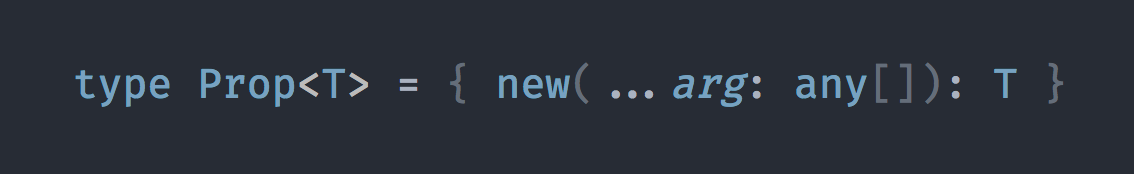 type Prop<T> = { new( ...arg: any[]): T }